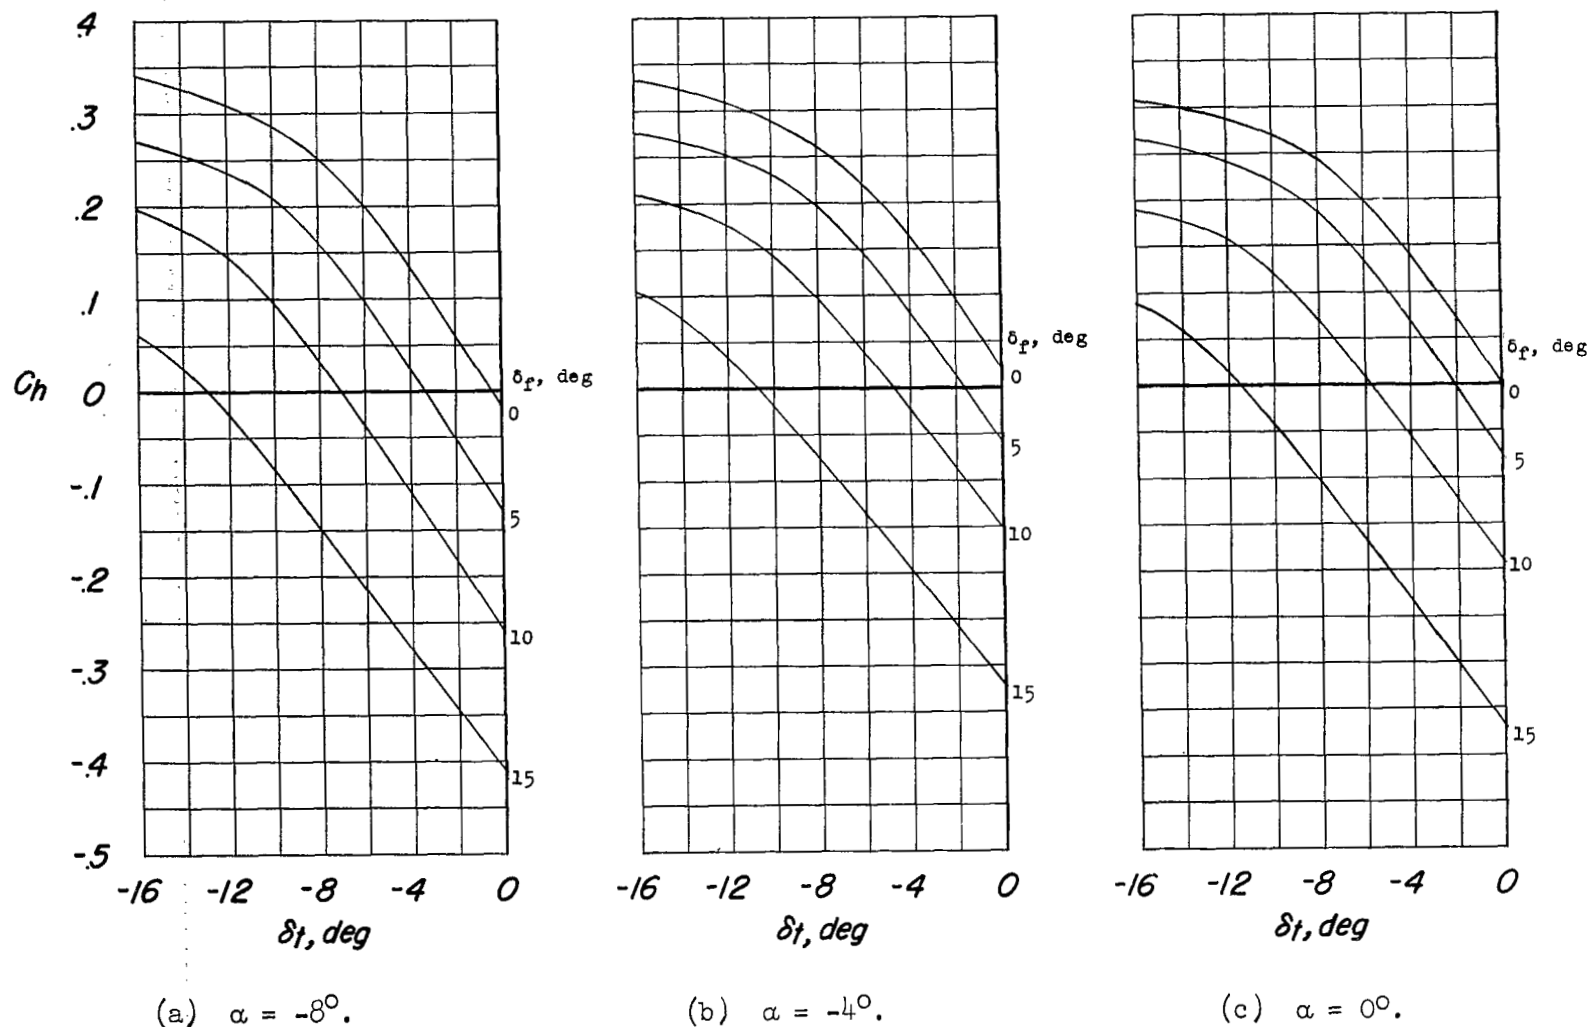 .4
.3
.2
.1
0
-.1
-.2
-.3
-.4
-.5
Ch
δf, deg
0
5
10
15
-16 -12 -8 -4 0
δt, deg
(a) α = -8°.
δf, deg
0
5
10
15
-16 -12 -8 -4 0
δt, deg
(b) α = -4°.
δf, deg
0
5
10
15
-16 -12 -8 -4 0
δt, deg
(c) α = 0°.